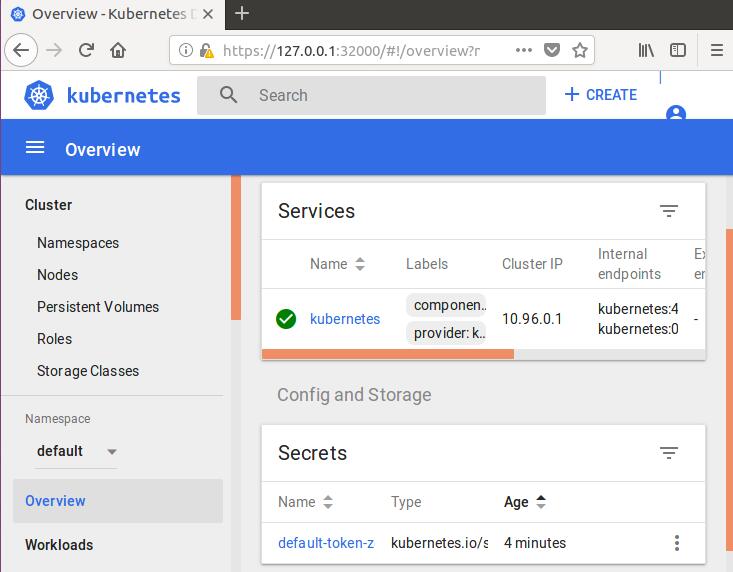 Overview - Kubernetes D
https://127.0.0.1:32000/#!/overview?r
kubernetes
Search
+ CREATE
Overview
Cluster
Namespaces
Nodes
Persistent Volumes
Roles
Storage Classes
Namespace
default
Overview
Workloads
Services
Name Labels Cluster IP Internal endpoints
kubernetes componen.. 10.96.0.1 kubernetes:4
provider: k.. kubernetes:0 -
Config and Storage
Secrets
Name Type Age
default-token-z kubernetes.io/s 4 minutes